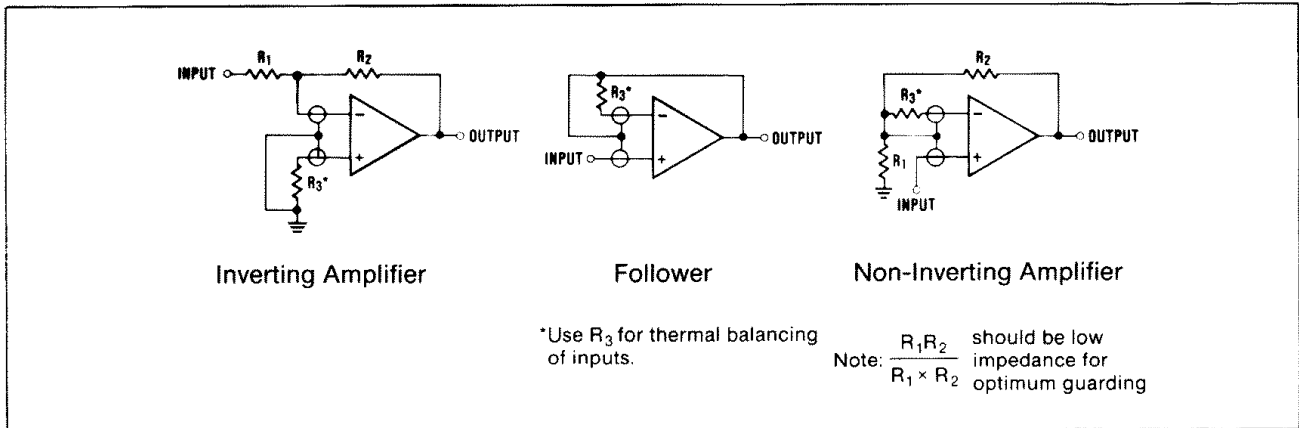 R1
R2
INPUT
R3*
OUTPUT
Inverting Amplifier
R3*
INPUT
OUTPUT
Follower
R2
R3*
R1
INPUT
OUTPUT
Non-Inverting Amplifier
*Use R3 for thermal balancing
of inputs.
Note: R1R2 / R1 × R2 should be low
impedance for
optimum guarding